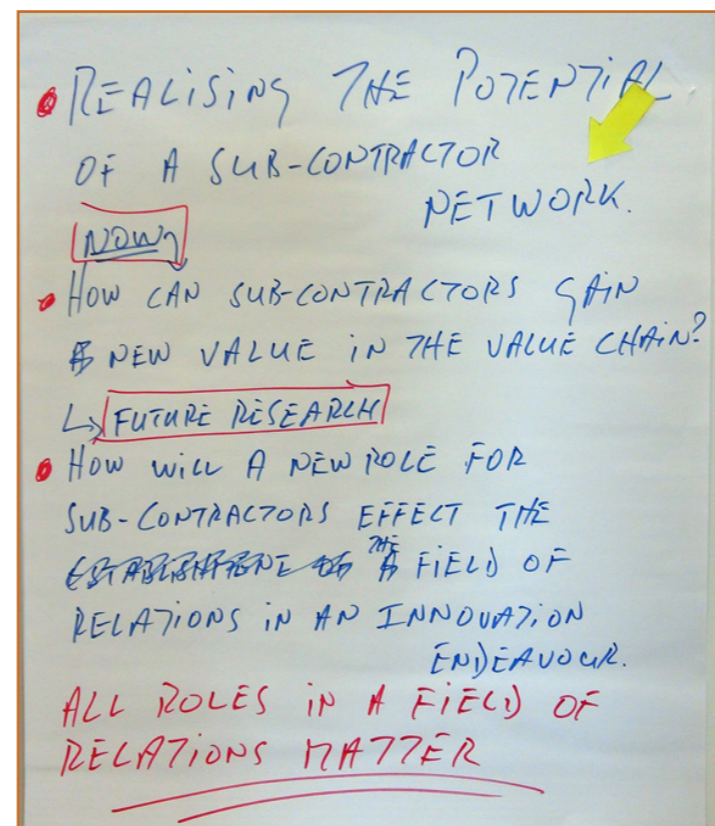 • REALISING THE POTENTIAL
OF A SUB-CONTRACTOR
NETWORK.
NOW
• HOW CAN SUB-CONTRACTORS GAIN
NEW VALUE IN THE VALUE CHAIN?
↳ FUTURE RESEARCH
• HOW WILL A NEW ROLE FOR
SUB-CONTRACTORS EFFECT THE
THE FIELD OF
RELATIONS IN AN INNOVATION
ENDEAVOUR.
ALL ROLES IN A FIELD OF
RELATIONS MATTER